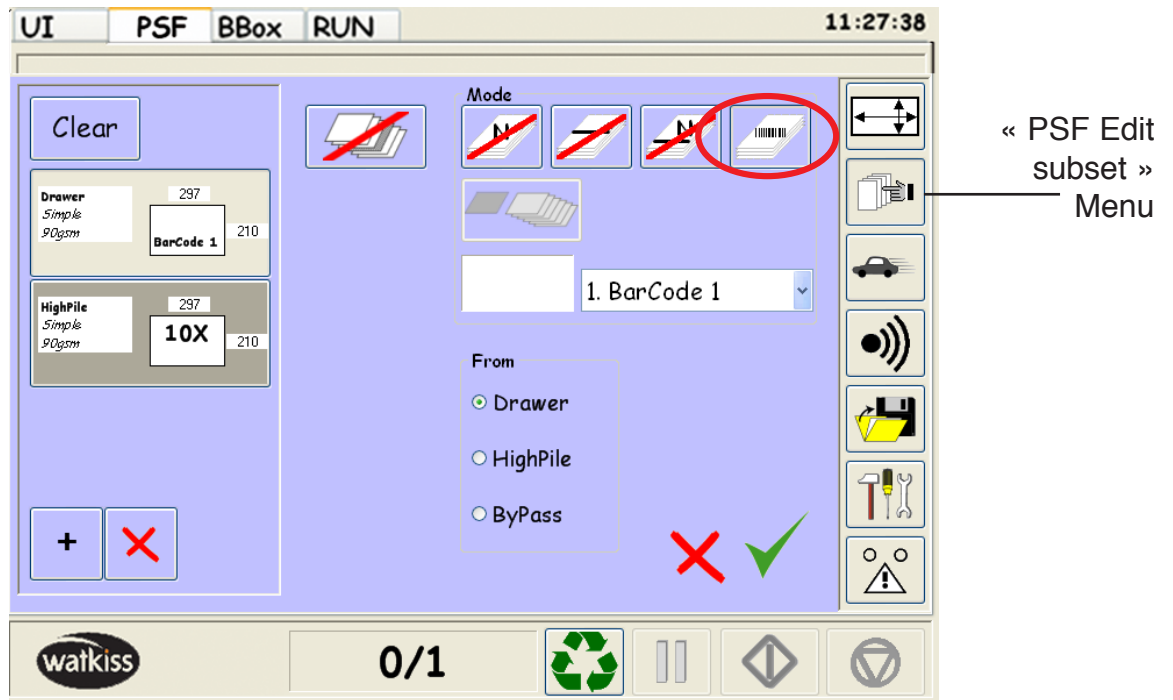 UI PSF BBox RUN 11:27:38
Clear
Drawer
Simple
90gsm
297
BarCode 1
210
HighPile
Simple
90gsm
297
10X
210
+
Mode
N
N
1. BarCode 1
From
Drawer
HighPile
ByPass
« PSF Edit
subset »
Menu
watkiss
0/1